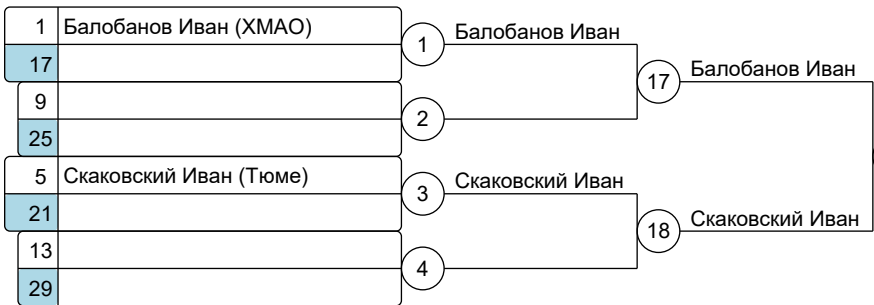 1 Балобанов Иван (ХМАО)
17
9
25
5 Скаковский Иван (Тюме)
21
13
29
1 Балобанов Иван
2
3 Скаковский Иван
4
17 Балобанов Иван
18 Скаковский Иван